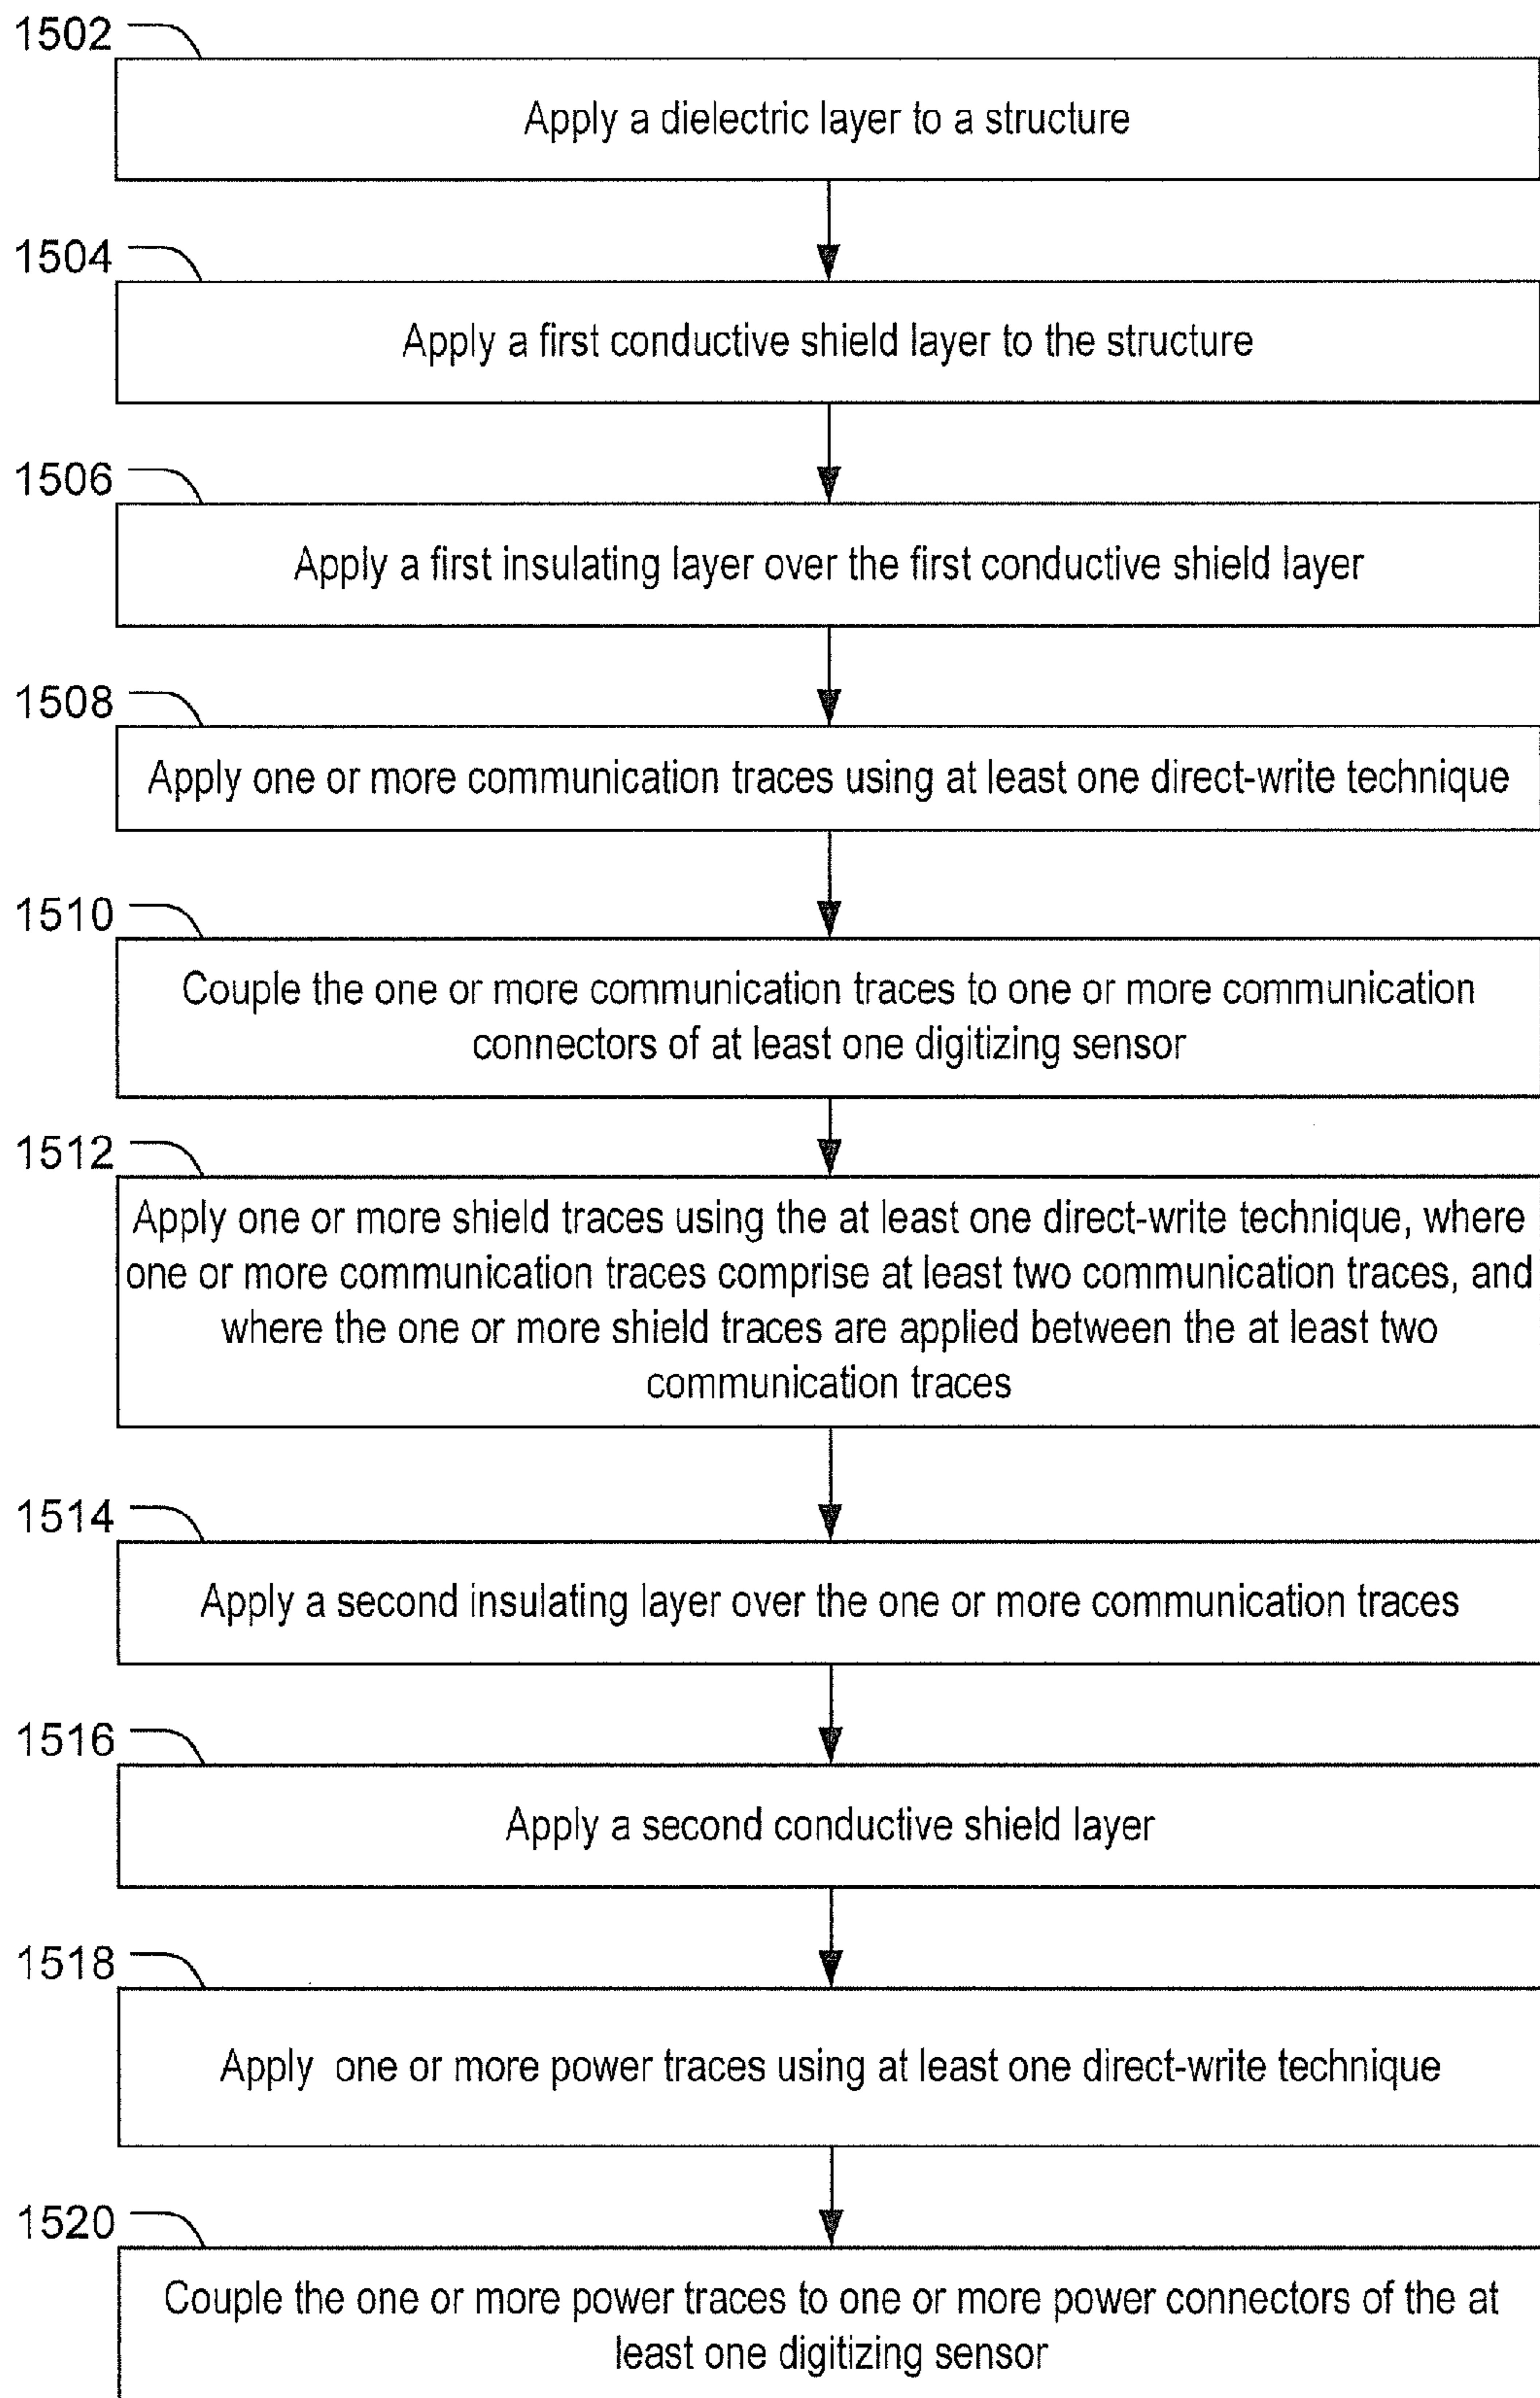 1502
Apply a dielectric layer to a structure
1504
Apply a first conductive shield layer to the structure
1506
Apply a first insulating layer over the first conductive shield layer
1508
Apply one or more communication traces using at least one direct-write technique
1510
Couple the one or more communication traces to one or more communication
connectors of at least one digitizing sensor
1512
Apply one or more shield traces using the at least one direct-write technique, where
one or more communication traces comprise at least two communication traces, and
where the one or more shield traces are applied between the at least two
communication traces
1514
Apply a second insulating layer over the one or more communication traces
1516
Apply a second conductive shield layer
1518
Apply one or more power traces using at least one direct-write technique
1520
Couple the one or more power traces to one or more power connectors of the at
least one digitizing sensor